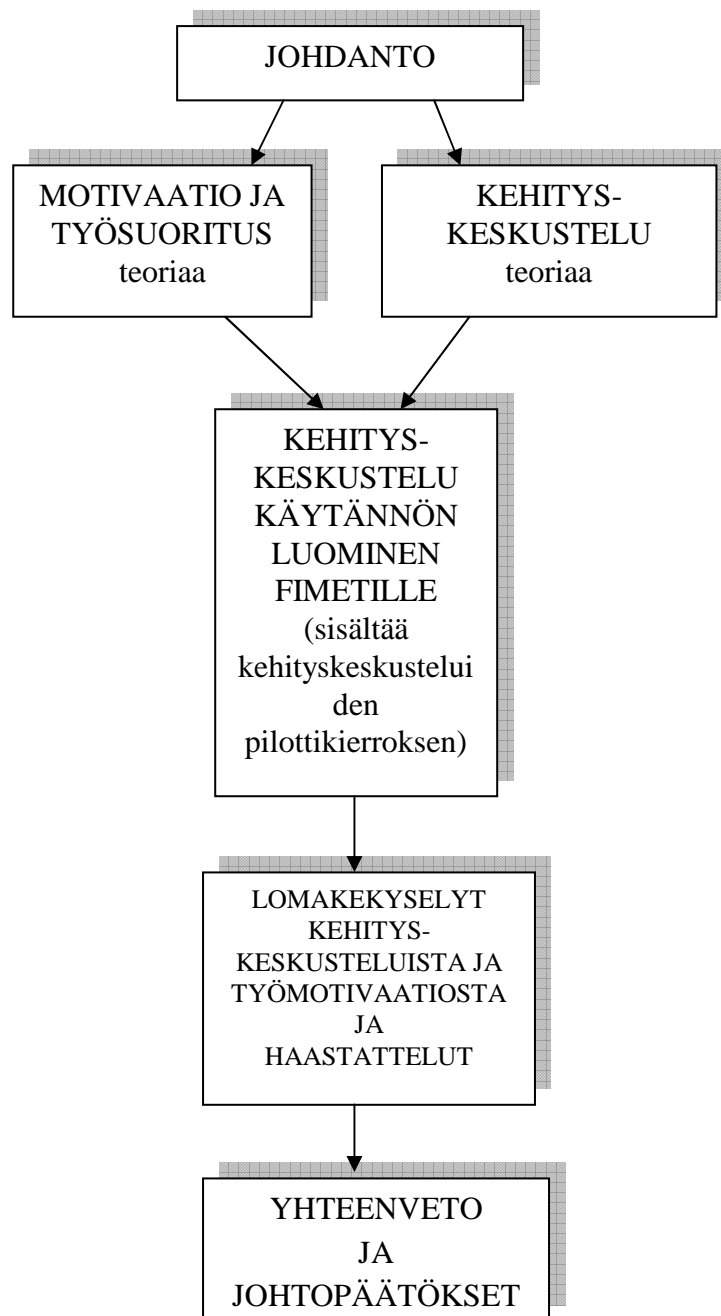 JOHDANTO
MOTIVAATIO JA
TYÖSUORITUS
teoriaa
KEHITYS-
KESKUSTELU
teoriaa
KEHITYS-
KESKUSTELU
KÄYTÄNNÖN
LUOMINEN
FIMETILLE
(sisältää
kehityskeskustelui
den
pilottikierroksen)
LOMAKEKYSELYT
KEHITYS-
KESKUSTELUISTA JA
TYÖMOTIVAATIOSTA
JA
HAASTATTELUT
YHTEENVETO
JA
JOHTOPÄÄTÖKSET